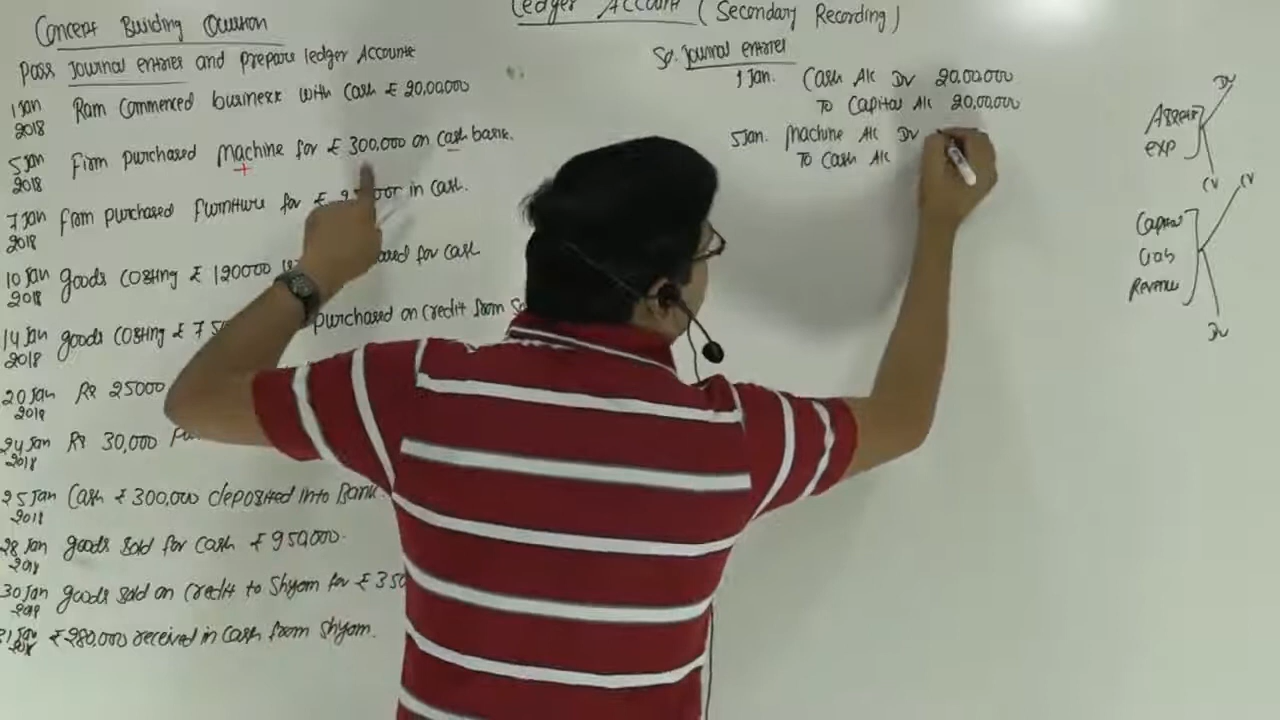 Concept Building Question
Pass Journal entries and prepare ledger Accounts
1 Jan 2018 Ram Commenced business with Cash ₹ 20,00,000
5 Jan 2018 Firm purchased Machine for ₹ 300,000 on cash bank.
+
7 Jan 2018 From purchased Furniture for ₹ in cash.
10 Jan 2018 goods costing ₹ 120000 for cash
14 Jan 2018 goods costing ₹ 75 purchased on credit from
20 Jan 2018 Rs 25000
24 Jan 2018 Rs 30,000
25 Jan 2018 Cash ₹ 300,000 deposited into Bank.
28 Jan 2018 goods sold for cash ₹ 950,000.
30 Jan 2018 goods sold on credit to Shyam for ₹ 350
31 Jan ₹ 280,000 received in cash from Shyam.
Ledger Account (Secondary Recording)
So. Journal entries
1 Jan. Cash A/c Dr 20,00,000
To Capital A/c 20,00,000
5 Jan. Machine A/c Dr
To Cash A/c
Dr
Assets
exp
Cr
Cr
Capital
Liab
Revenue
Dr